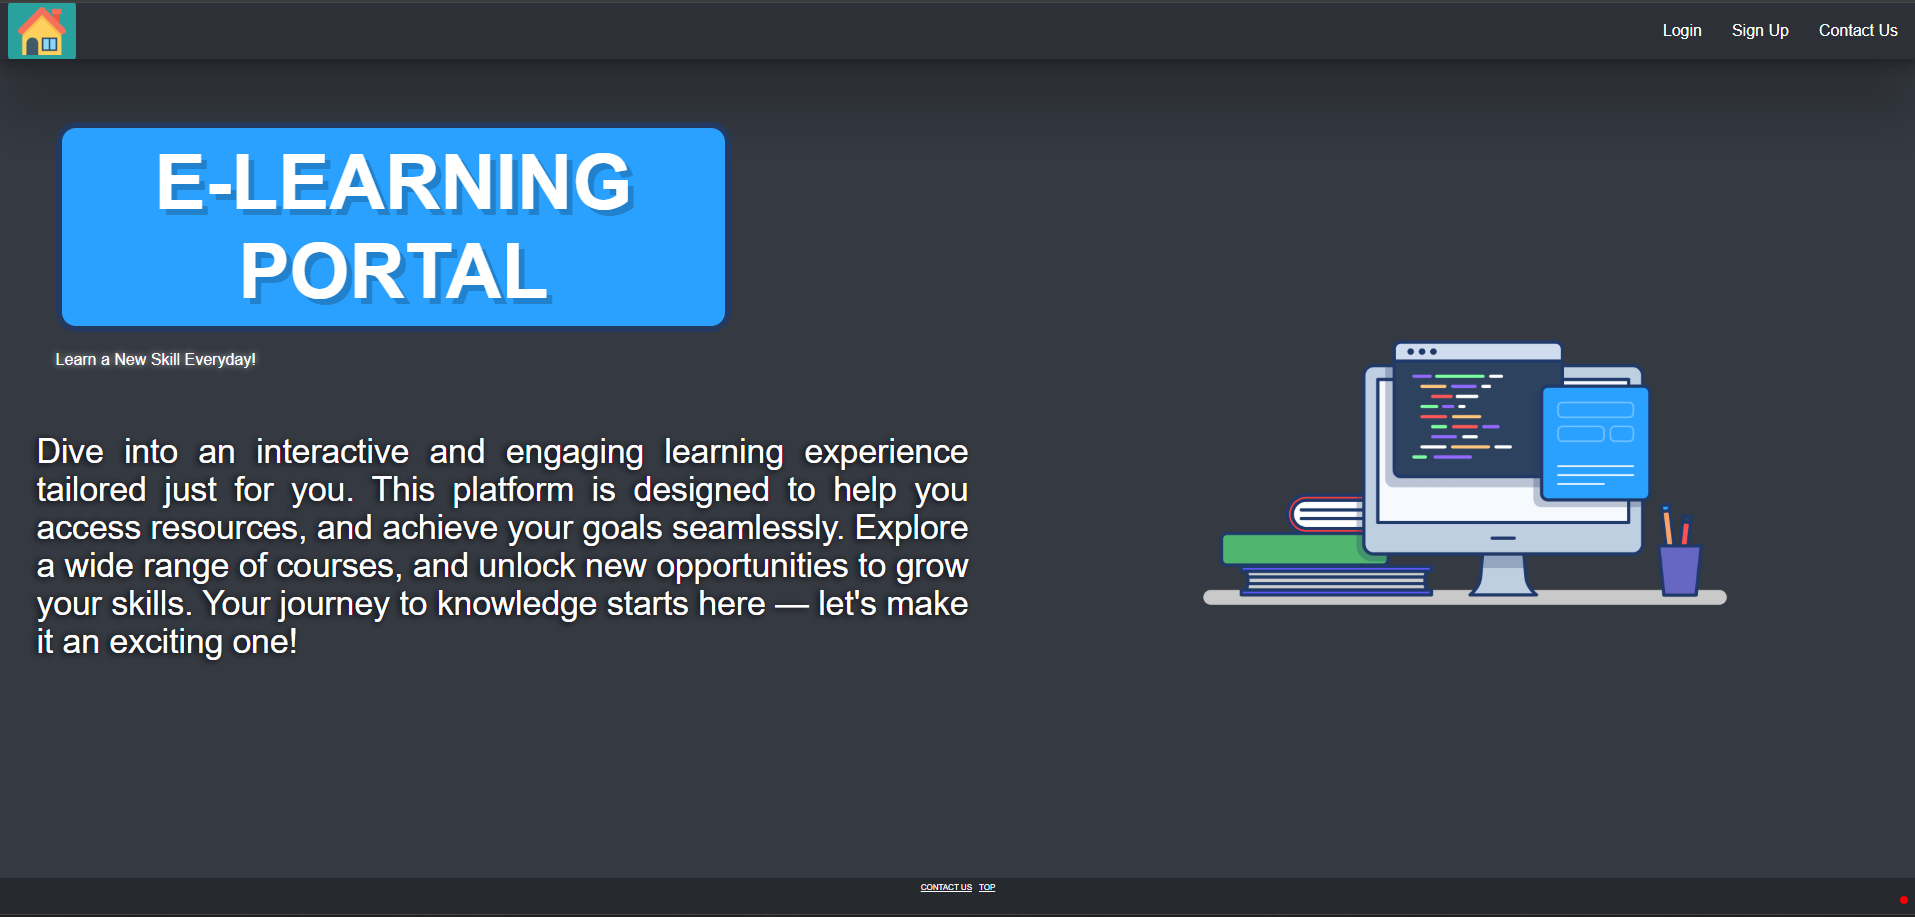 Login Sign Up Contact Us
E-LEARNING
PORTAL
Learn a New Skill Everyday!
Dive into an interactive and engaging learning experience
tailored just for you. This platform is designed to help you
access resources, and achieve your goals seamlessly. Explore
a wide range of courses, and unlock new opportunities to grow
your skills. Your journey to knowledge starts here — let's make
it an exciting one!
CONTACT US TOP